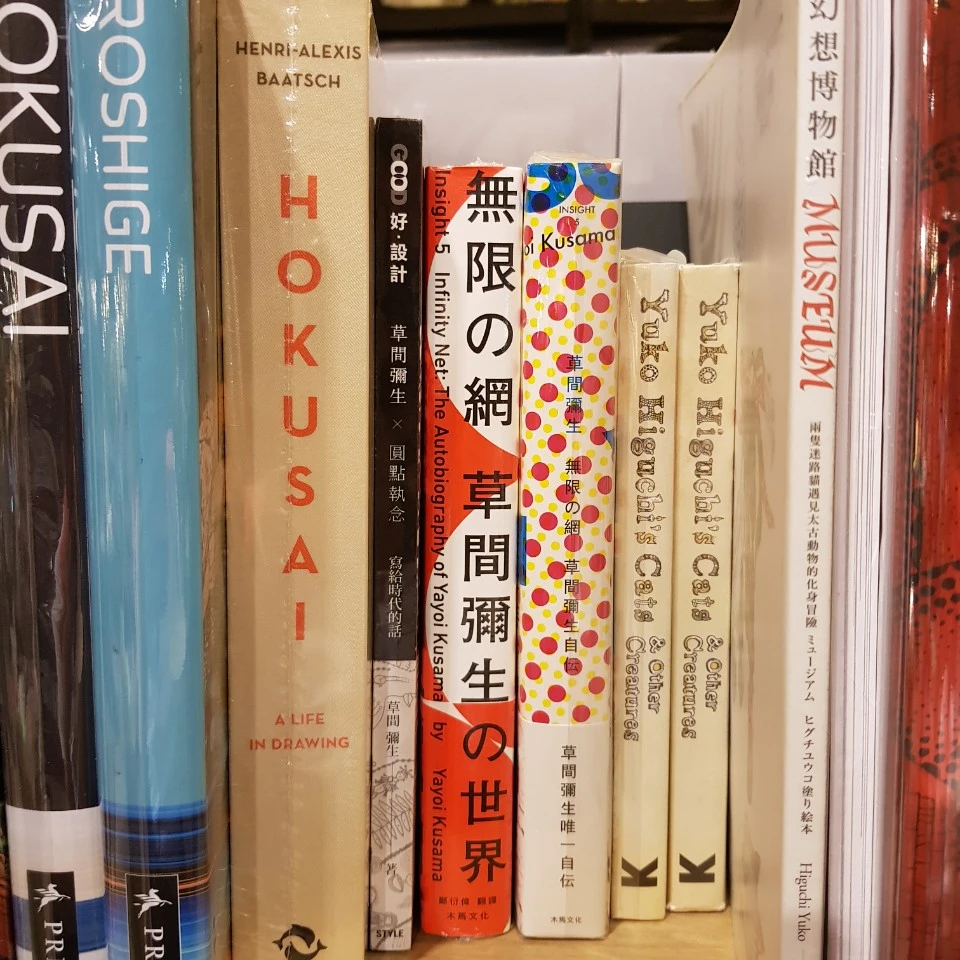 OKUSAI
PR
ROSHIGE
PR
HENRI-ALEXIS
BAATSCH
HOKUSAI
A LIFE
IN DRAWING
GOOD
好·設計
草間彌生 × 圓點執念
寫給時代的話
草間 彌生
著
STYLE
Insight 5 Infinity Net: The Autobiography of Yayoi Kusama by Yayoi Kusama
無限の網 草間彌生の世界
鄭衍偉 翻譯
木馬文化
INSIGHT
5
oi Kusama
草間彌生 無限の網 草間彌生自伝
草間彌生唯一自伝
木馬文化
Yuko Higuchi's Cats
& Other
Creatures
K
Yuko Higuchi's Cats
& Other
Creatures
K
幻想博物館 MUSEUM
兩隻迷路貓遇見太古動物的化身冒險 ミュージアム ヒグチユウコ塗り絵本
Higuchi Yuko